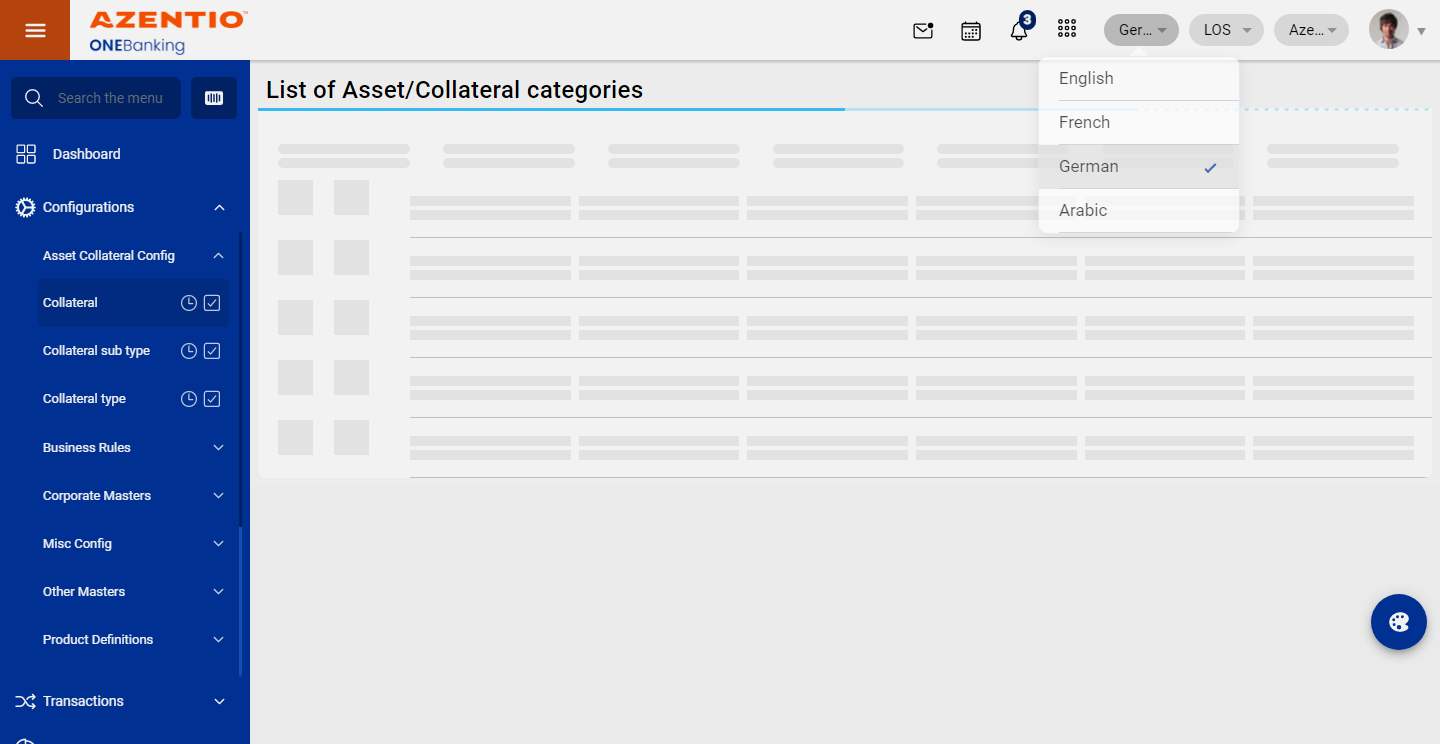 AZENTIO™
ONEBanking
3
Ger...
LOS
Aze...
Search the menu
Dashboard
Configurations
Asset Collateral Config
Collateral
Collateral sub type
Collateral type
Business Rules
Corporate Masters
Misc Config
Other Masters
Product Definitions
Transactions
List of Asset/Collateral categories
English
French
German
Arabic